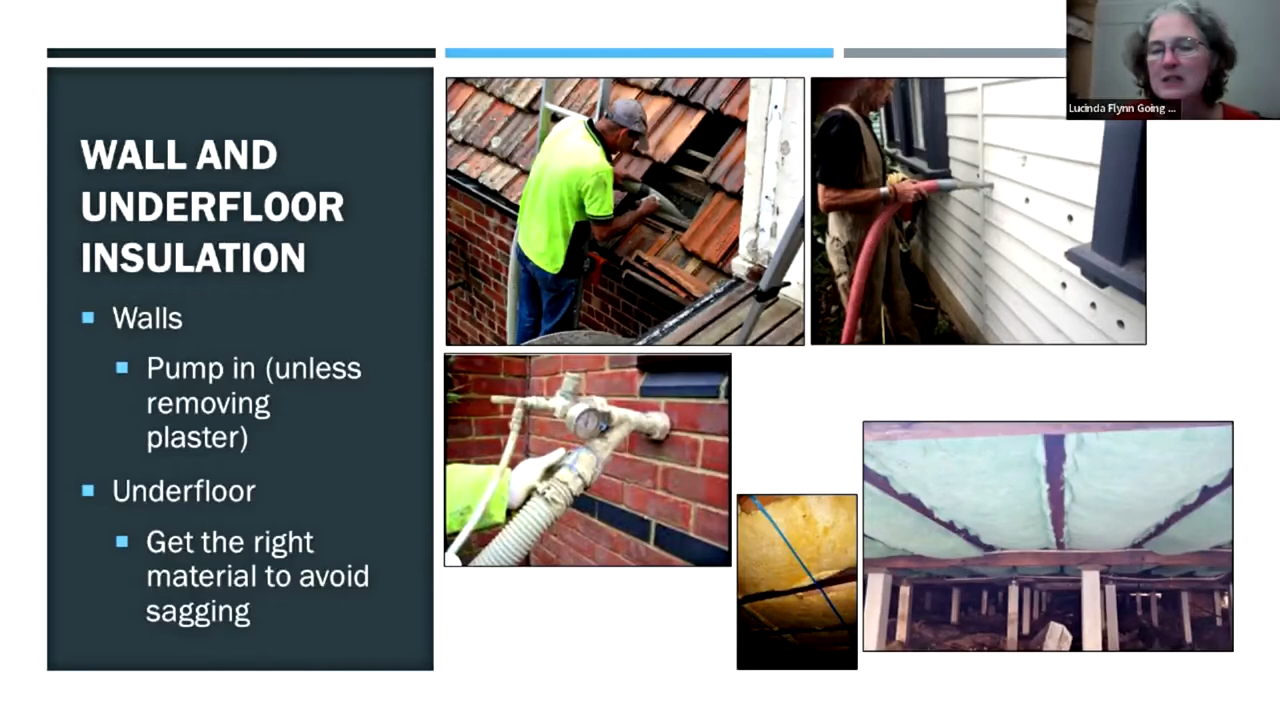 Lucinda Flynn Going ...
WALL AND
UNDERFLOOR
INSULATION
Walls
Pump in (unless
removing
plaster)
Underfloor
Get the right
material to avoid
sagging